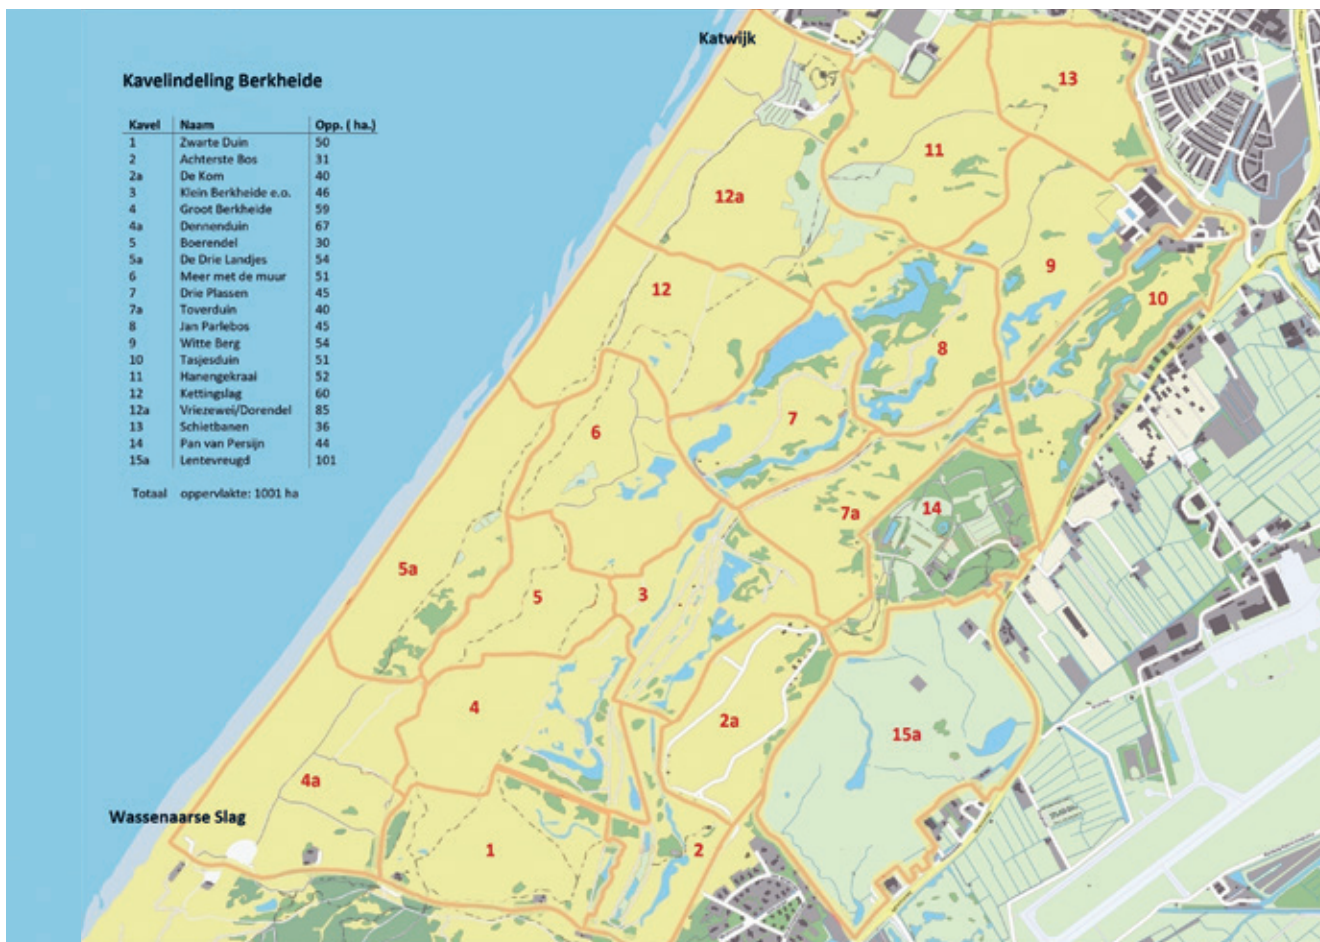 Katwijk
Kavelindeling Berkheide
Kavel Naam Opp. ( ha.)
1 Zwarte Duin 50
2 Achterste Bos 31
2a De Kom 40
3 Klein Berkheide e.o. 46
4 Groot Berkheide 59
4a Dennenduin 67
5 Boerendel 30
5a De Drie Landjes 54
6 Meer met de muur 51
7 Drie Plassen 45
7a Toverduin 40
8 Jan Parlebos 45
9 Witte Berg 54
10 Tasjesduin 51
11 Hanengekraai 52
12 Kettingslag 60
12a Vriezewei/Dorendel 85
13 Schietbanen 36
14 Pan van Persijn 44
15a Lentevreugd 101
Totaal oppervlakte: 1001 ha
13
11
12a
9
12
10
8
7
6
7a
14
5a
5
3
4
2a
15a
4a
Wassenaarse Slag
1
2